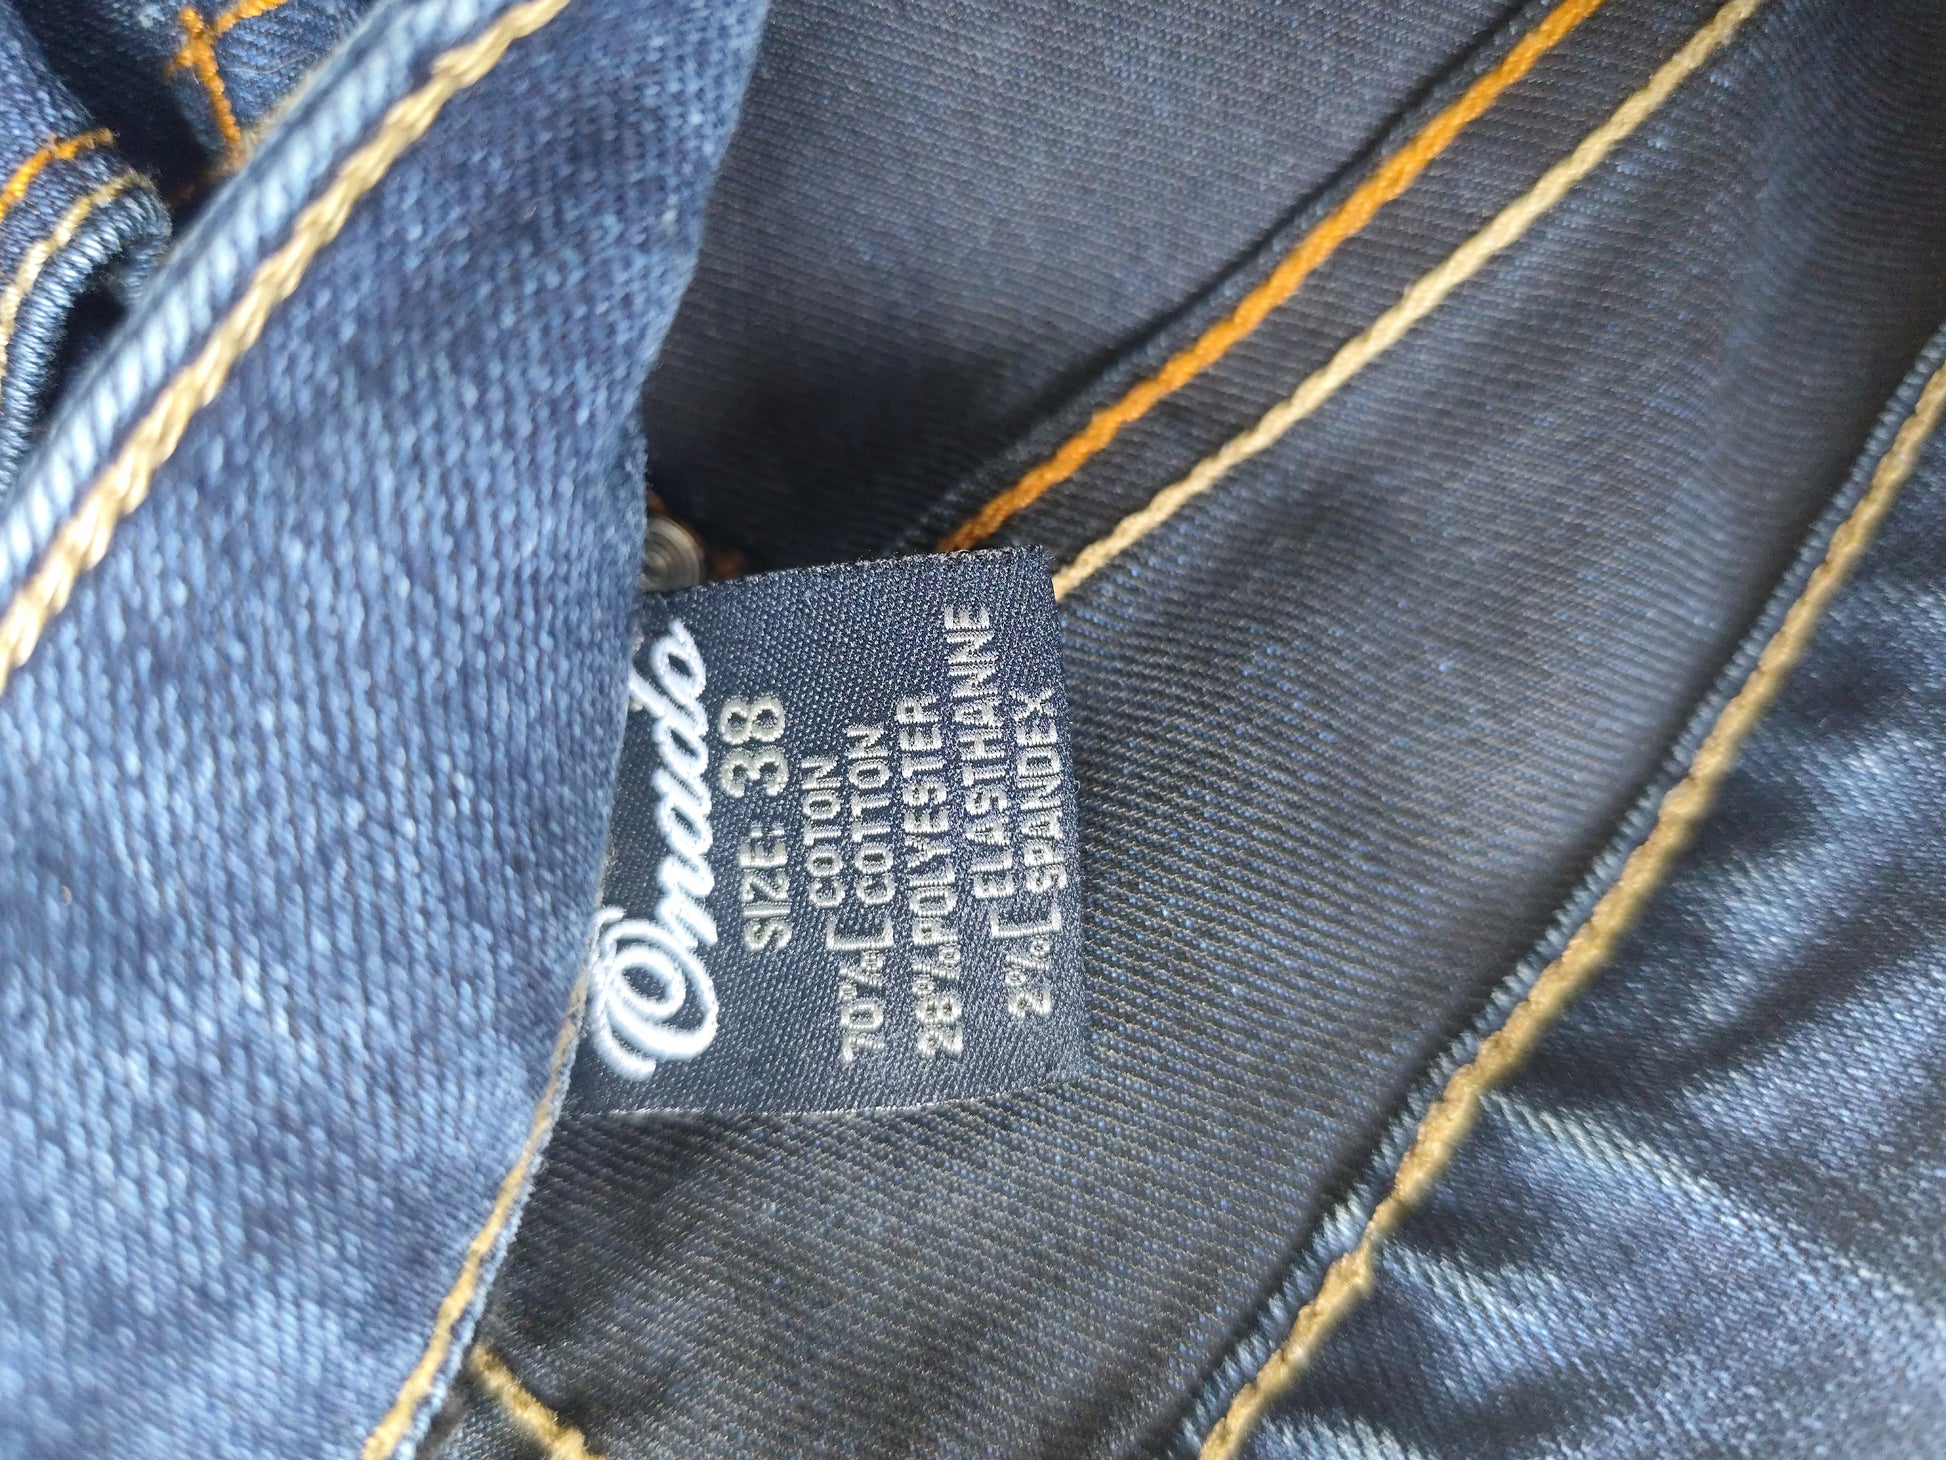 Onado
SIZE: 38
70% [ COTON
COTTON
28% POLYESTER
2% [ ELASTHANNE
SPANDEX